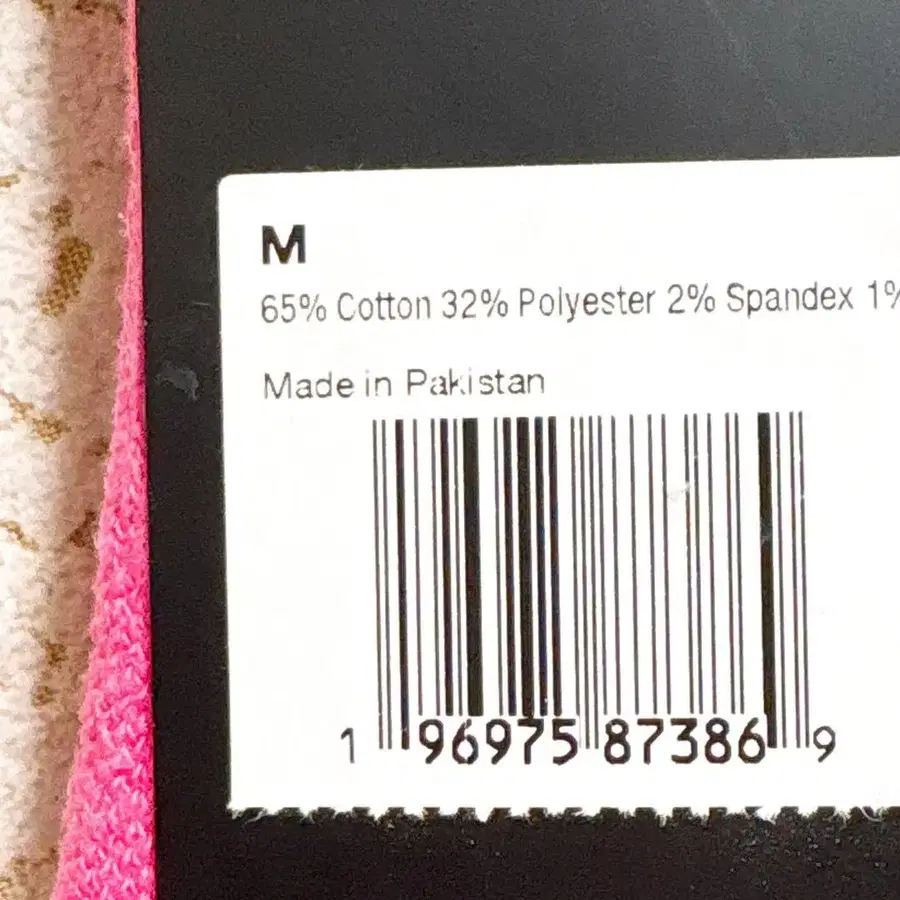 M
65% Cotton 32% Polyester 2% Spandex 1%
Made in Pakistan
1 96975 87386 9